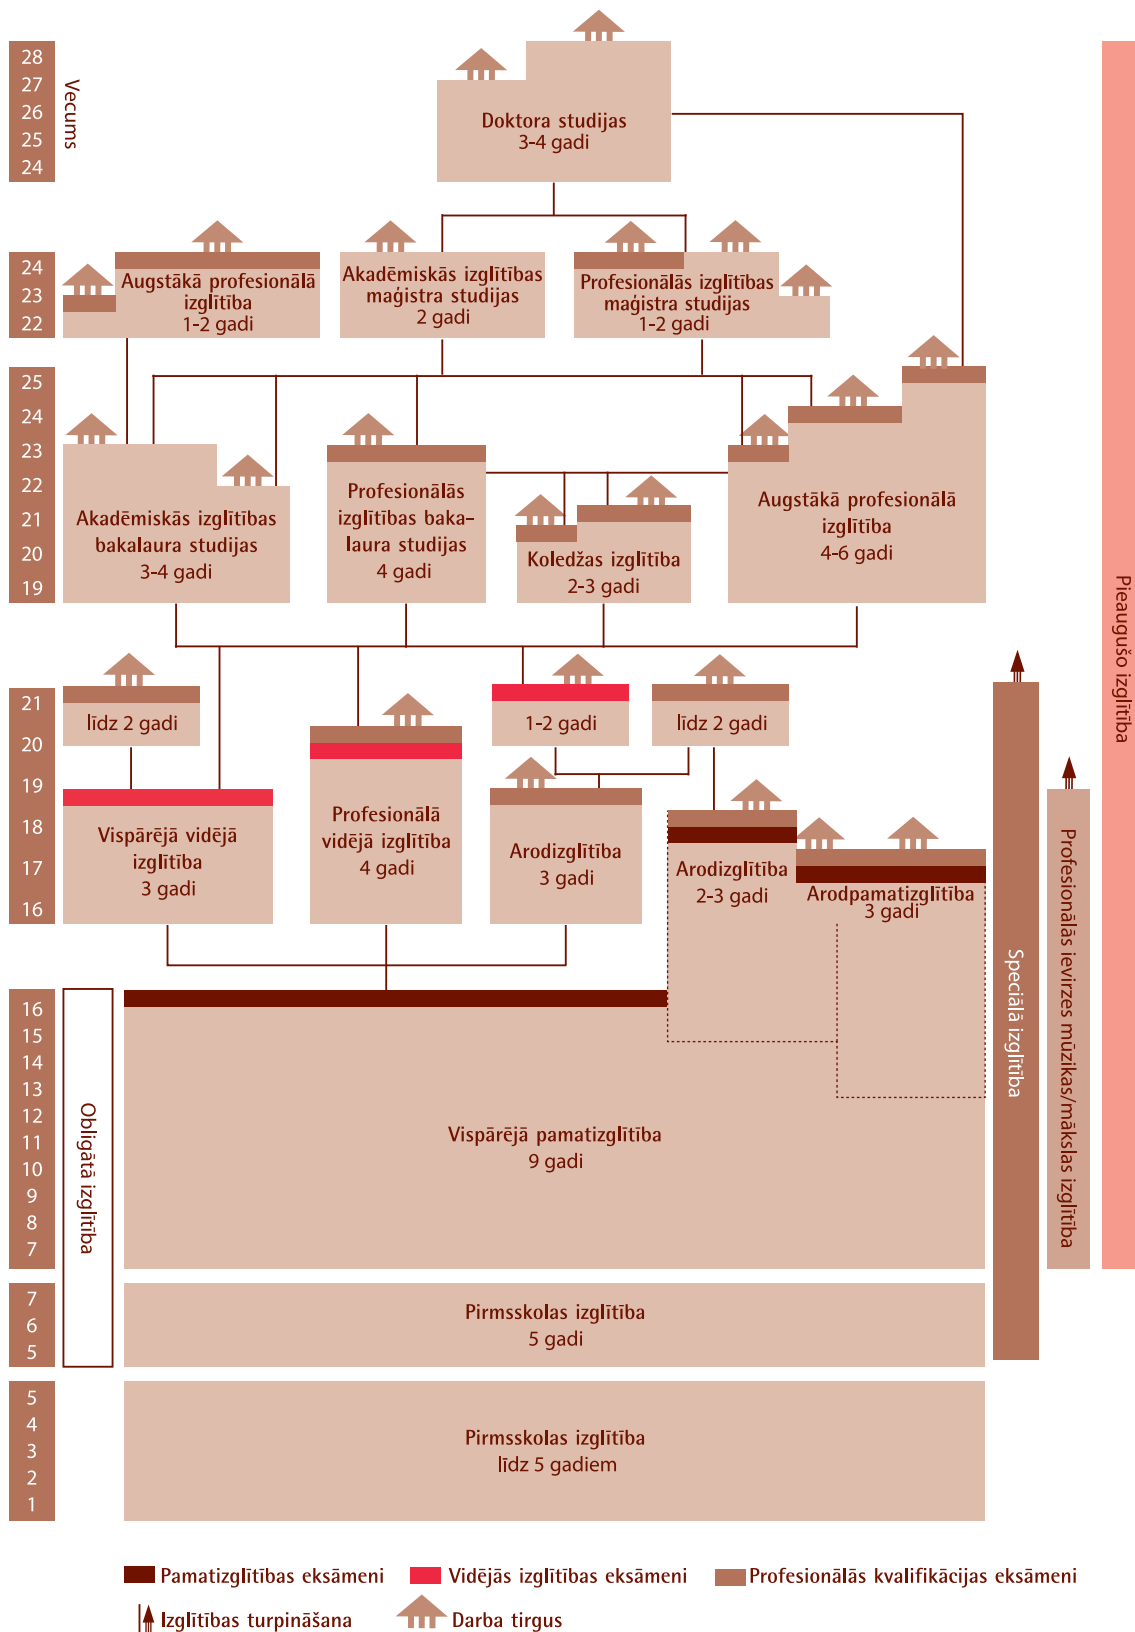 28
27
26
25
24
Vecums
Doktora studijas
3-4 gadi
24
23
22
Augstākā profesionālā
izglītība
1-2 gadi
Akadēmiskās izglītības
maģistra studijas
2 gadi
Profesionālās izglītības
maģistra studijas
1-2 gadi
25
24
23
22
21
20
19
Akadēmiskās izglītības
bakalaura studijas
3-4 gadi
Profesionālās
izglītības baka-
laura studijas
4 gadi
Koledžas izglītība
2-3 gadi
Augstākā profesionālā
izglītība
4-6 gadi
21
20
19
18
17
16
līdz 2 gadi
1-2 gadi
līdz 2 gadi
Vispārējā vidējā
izglītība
3 gadi
Profesionālā
vidējā izglītība
4 gadi
Arodizglītība
3 gadi
Arodizglītība
2-3 gadi
Arodpamatizglītība
3 gadi
16
15
14
13
12
11
10
9
8
7
Obligātā izglītība
Vispārējā pamatizglītība
9 gadi
7
6
5
Pirmsskolas izglītība
5 gadi
5
4
3
2
1
Pirmsskolas izglītība
līdz 5 gadiem
Speciālā izglītība
Profesionālās ievirzes mūzikas/mākslas izglītība
Pieaugušo izglītība
Pamatizglītības eksāmeni
Vidējās izglītības eksāmeni
Profesionālās kvalifikācijas eksāmeni
Izglītības turpināšana
Darba tirgus